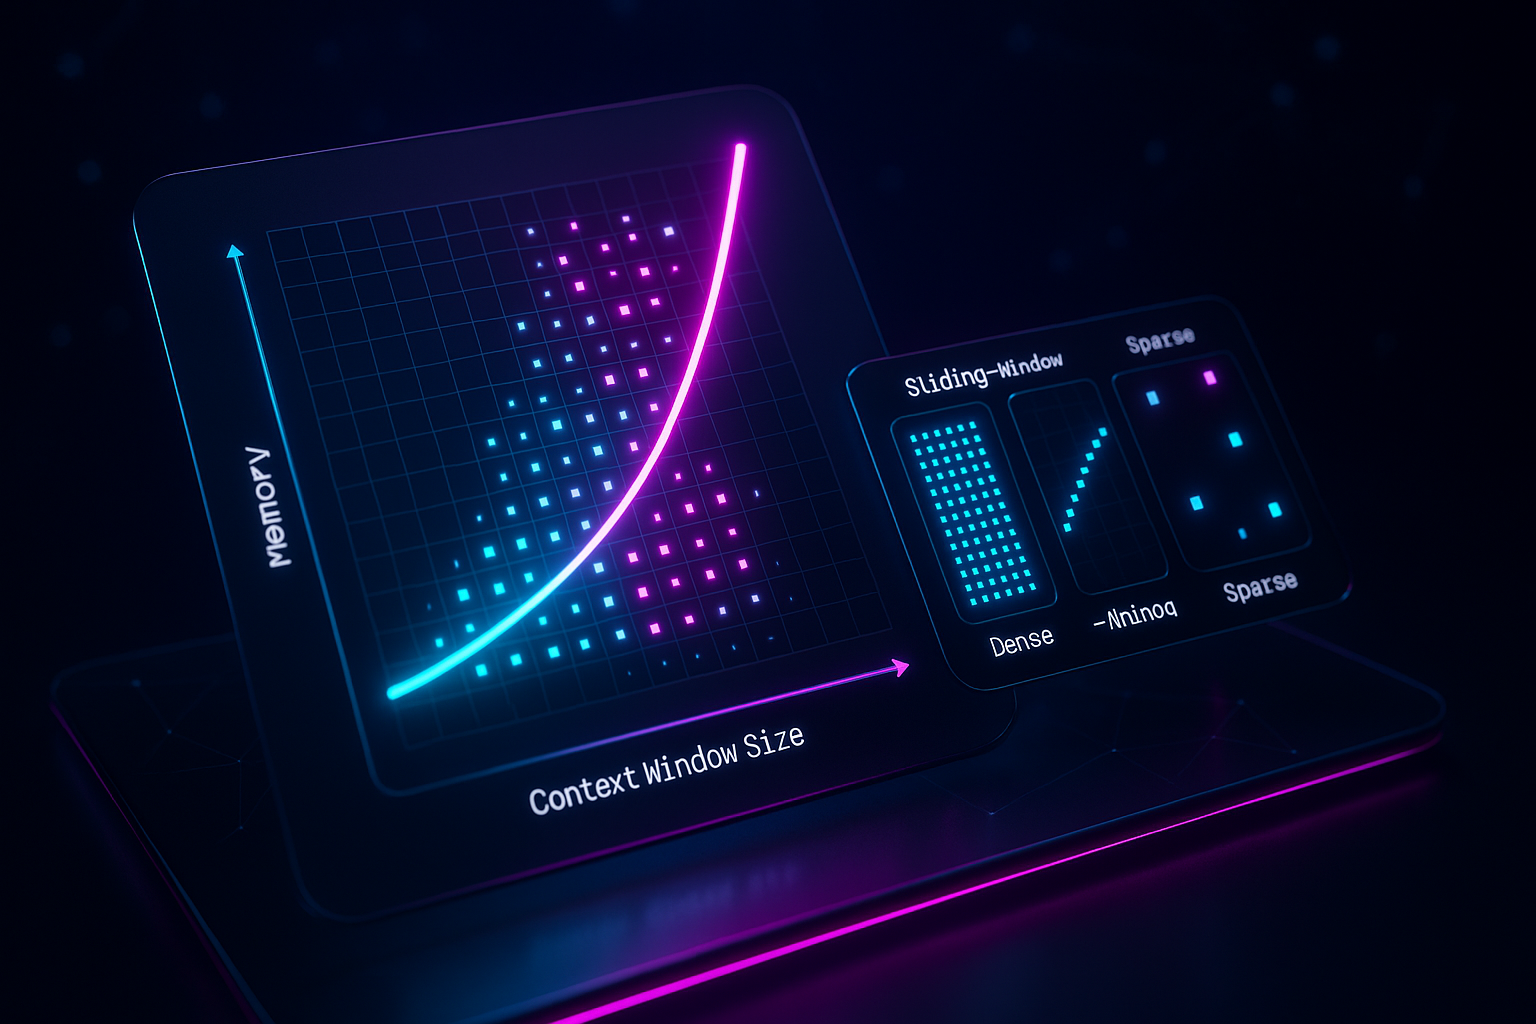 Memory
Context Window Size
Sliding-Window
Sparse
Dense
-Nninoq
Sparse